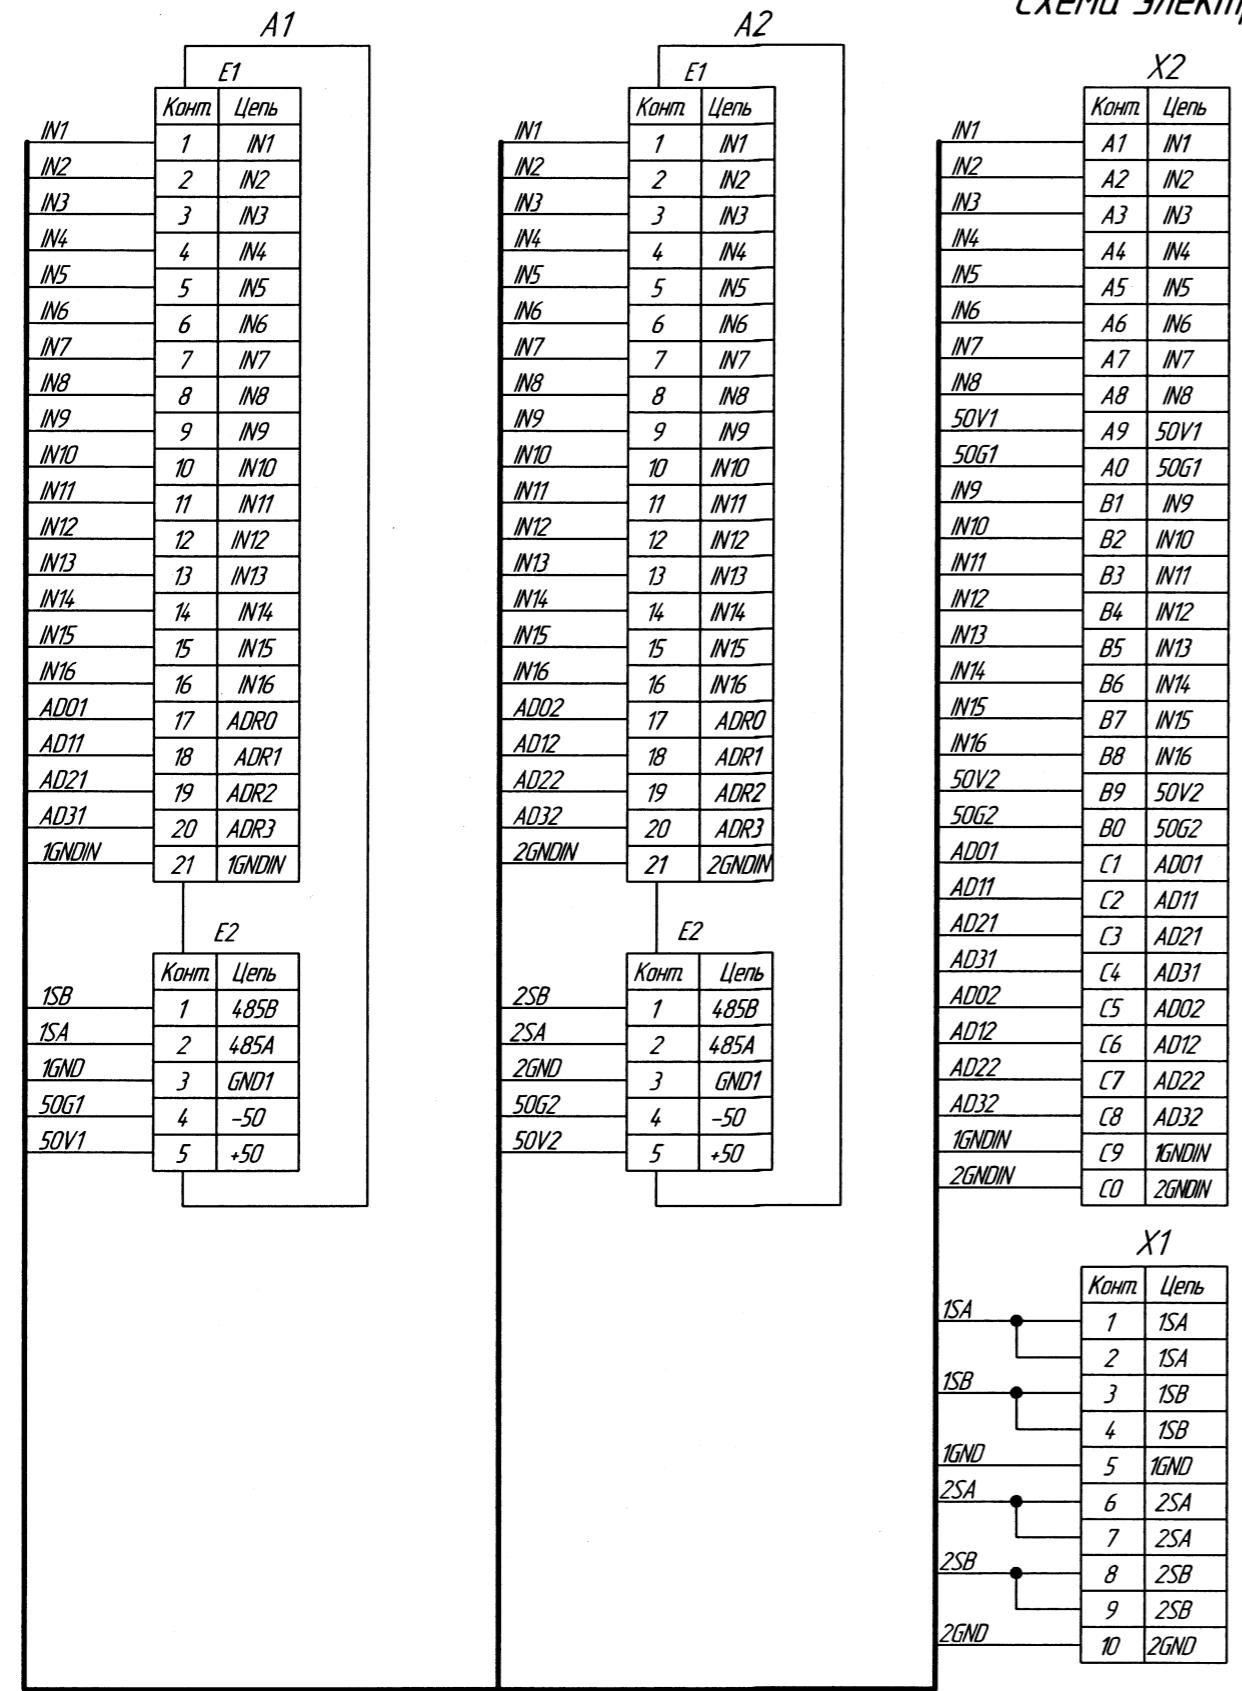 Схема электр
A1
E1
Конт. Цепь
IN1 1 IN1
IN2 2 IN2
IN3 3 IN3
IN4 4 IN4
IN5 5 IN5
IN6 6 IN6
IN7 7 IN7
IN8 8 IN8
IN9 9 IN9
IN10 10 IN10
IN11 11 IN11
IN12 12 IN12
IN13 13 IN13
IN14 14 IN14
IN15 15 IN15
IN16 16 IN16
AD01 17 ADR0
AD11 18 ADR1
AD21 19 ADR2
AD31 20 ADR3
1GNDIN 21 1GNDIN
E2
Конт. Цепь
1SB 1 485B
1SA 2 485A
1GND 3 GND1
50G1 4 -50
50V1 5 +50
A2
E1
Конт. Цепь
IN1 1 IN1
IN2 2 IN2
IN3 3 IN3
IN4 4 IN4
IN5 5 IN5
IN6 6 IN6
IN7 7 IN7
IN8 8 IN8
IN9 9 IN9
IN10 10 IN10
IN11 11 IN11
IN12 12 IN12
IN13 13 IN13
IN14 14 IN14
IN15 15 IN15
IN16 16 IN16
AD02 17 ADR0
AD12 18 ADR1
AD22 19 ADR2
AD32 20 ADR3
2GNDIN 21 2GNDIN
E2
Конт. Цепь
2SB 1 485B
2SA 2 485A
2GND 3 GND1
50G2 4 -50
50V2 5 +50
X2
Конт. Цепь
IN1 A1 IN1
IN2 A2 IN2
IN3 A3 IN3
IN4 A4 IN4
IN5 A5 IN5
IN6 A6 IN6
IN7 A7 IN7
IN8 A8 IN8
50V1 A9 50V1
50G1 A0 50G1
IN9 B1 IN9
IN10 B2 IN10
IN11 B3 IN11
IN12 B4 IN12
IN13 B5 IN13
IN14 B6 IN14
IN15 B7 IN15
IN16 B8 IN16
50V2 B9 50V2
50G2 B0 50G2
AD01 C1 AD01
AD11 C2 AD11
AD21 C3 AD21
AD31 C4 AD31
AD02 C5 AD02
AD12 C6 AD12
AD22 C7 AD22
AD32 C8 AD32
1GNDIN C9 1GNDIN
2GNDIN C0 2GNDIN
X1
Конт. Цепь
1SA 1 1SA
2 1SA
1SB 3 1SB
4 1SB
1GND 5 1GND
2SA 6 2SA
7 2SA
2SB 8 2SB
9 2SB
2GND 10 2GND